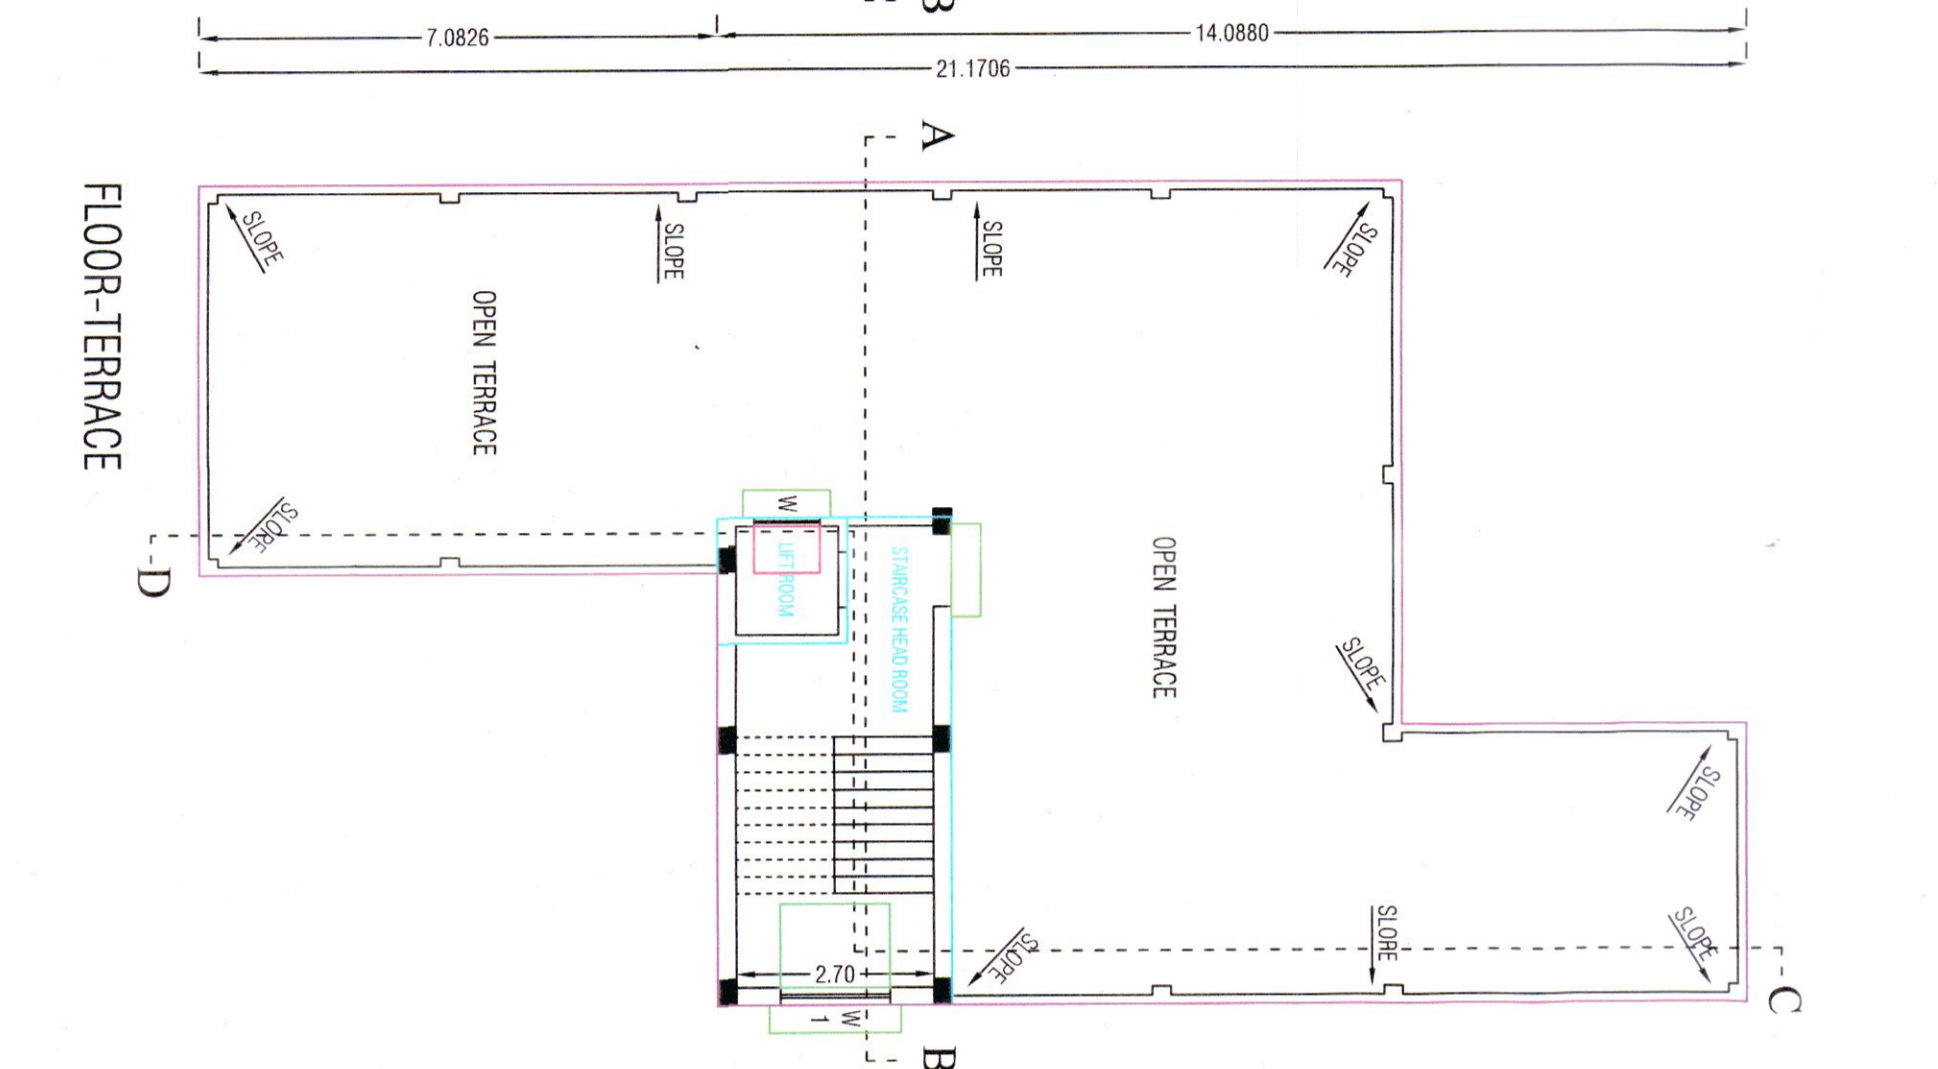 B
7.0826
14.0880
21.1706
A
FLOOR-TERRACE
SLOPE
SLOPE
SLOPE
SLOPE
OPEN TERRACE
W
LIFT ROOM
STAIRCASE HEAD ROOM
OPEN TERRACE
SLOPE
D
SLOPE
SLOPE
SLOPE
SLOPE
SLOPE
SLOPE
2.70
C
W
1
B